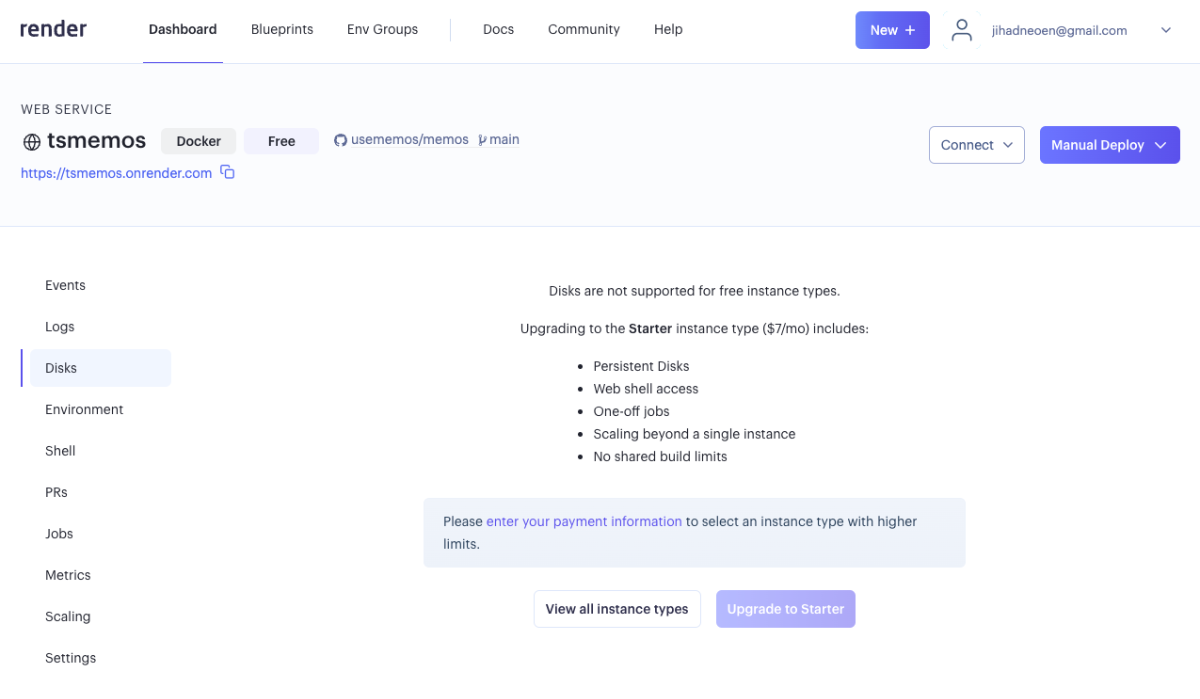 render Dashboard Blueprints Env Groups Docs Community Help New + jihadneoen@gmail.com
WEB SERVICE
tsmemos Docker Free usememos/memos main Connect Manual Deploy
https://tsmemos.onrender.com
Events
Logs
Disks
Environment
Shell
PRs
Jobs
Metrics
Scaling
Settings
Disks are not supported for free instance types.
Upgrading to the Starter instance type ($7/mo) includes:
• Persistent Disks
• Web shell access
• One-off jobs
• Scaling beyond a single instance
• No shared build limits
Please enter your payment information to select an instance type with higher
limits.
View all instance types Upgrade to Starter